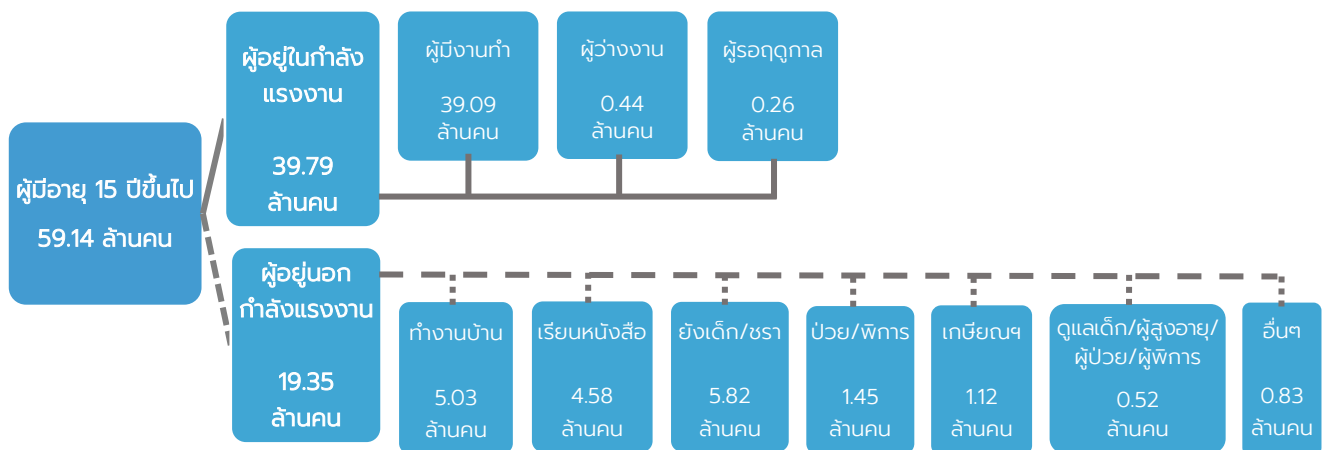 ผู้มีอายุ 15 ปีขึ้นไป
59.14 ล้านคน
ผู้อยู่ในกำลัง
แรงงาน
39.79
ล้านคน
ผู้มีงานทำ
39.09
ล้านคน
ผู้ว่างงาน
0.44
ล้านคน
ผู้รอฤดูกาล
0.26
ล้านคน
ผู้อยู่นอก
กำลังแรงงาน
19.35
ล้านคน
ทำงานบ้าน
5.03
ล้านคน
เรียนหนังสือ
4.58
ล้านคน
ยังเด็ก/ชรา
5.82
ล้านคน
ป่วย/พิการ
1.45
ล้านคน
เกษียณฯ
1.12
ล้านคน
ดูแลเด็ก/ผู้สูงอายุ/
ผู้ป่วย/ผู้พิการ
0.52
ล้านคน
อื่นๆ
0.83
ล้านคน